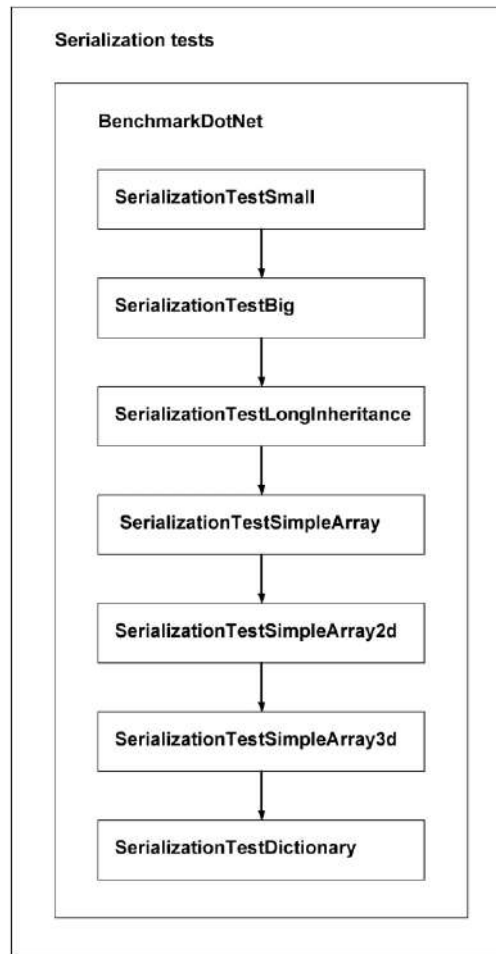 Serialization tests
BenchmarkDotNet
SerializationTestSmall
SerializationTestBig
SerializationTestLongInheritance
SerializationTestSimpleArray
SerializationTestSimpleArray2d
SerializationTestSimpleArray3d
SerializationTestDictionary